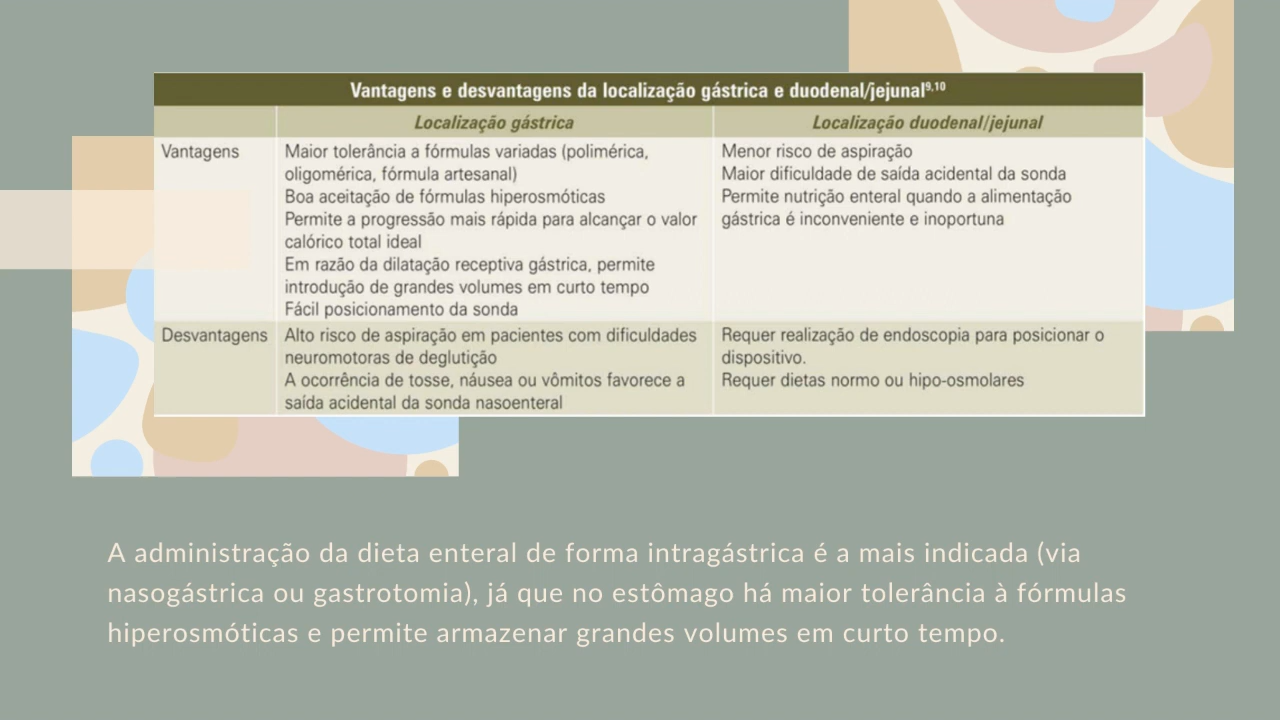 Vantagens e desvantagens da localização gástrica e duodenal/jejunal9,10
Localização gástrica
Localização duodenal/jejunal
Vantagens
Maior tolerância a fórmulas variadas (polimérica,
oligomérica, fórmula artesanal)
Boa aceitação de fórmulas hiperosmóticas
Permite a progressão mais rápida para alcançar o valor
calórico total ideal
Em razão da dilatação receptiva gástrica, permite
introdução de grandes volumes em curto tempo
Fácil posicionamento da sonda
Menor risco de aspiração
Maior dificuldade de saída acidental da sonda
Permite nutrição enteral quando a alimentação
gástrica é inconveniente e inoportuna
Desvantagens
Alto risco de aspiração em pacientes com dificuldades
neuromotoras de deglutição
A ocorrência de tosse, náusea ou vômitos favorece a
saída acidental da sonda nasoenteral
Requer realização de endoscopia para posicionar o
dispositivo.
Requer dietas normo ou hipo-osmolares
A administração da dieta enteral de forma intragástrica é a mais indicada (via
nasogástrica ou gastrotomia), já que no estômago há maior tolerância à fórmulas
hiperosmóticas e permite armazenar grandes volumes em curto tempo.